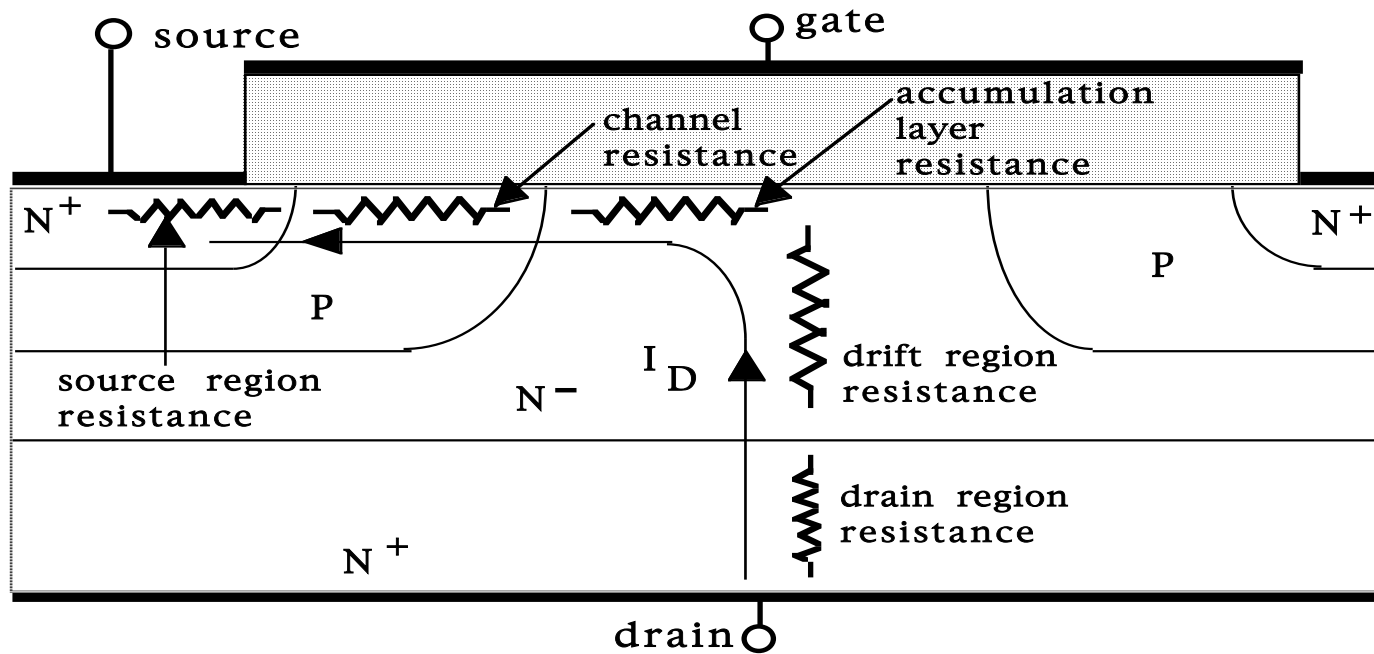 source
gate
accumulation
layer
resistance
channel
resistance
N+
N+
P
P
I D
drift region
resistance
source region
resistance
N−
drain region
resistance
N+
drain